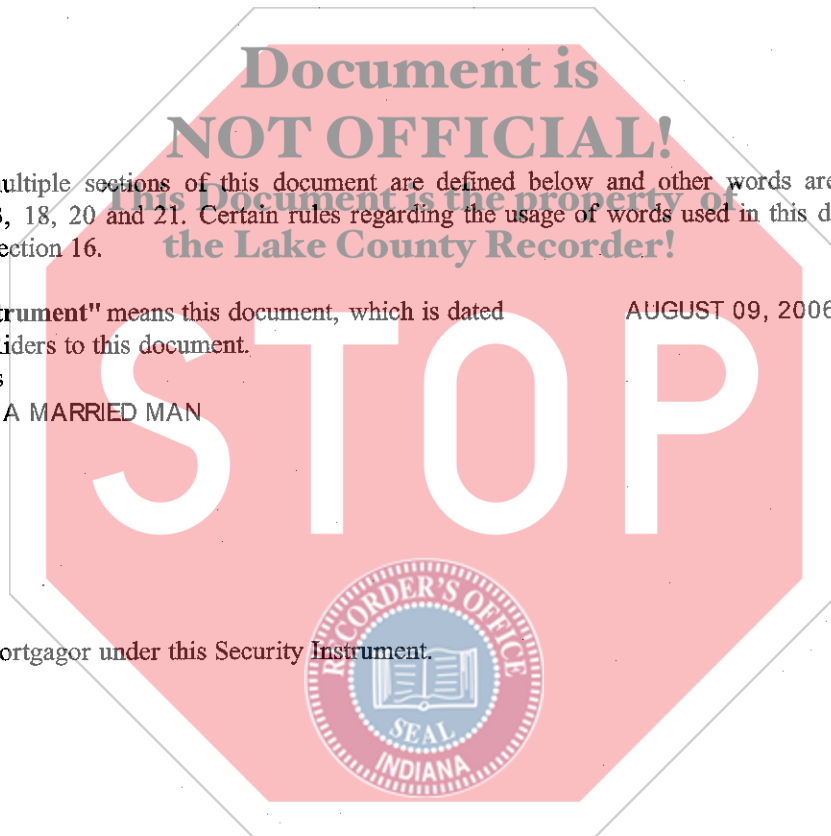 Document is
NOT OFFICIAL!
ultiple sections of this document are defined below and other words are
This Document is the property of
, 18, 20 and 21. Certain rules regarding the usage of words used in this d
the Lake County Recorder!
ection 16.
trument" means this document, which is dated AUGUST 09, 2006
iders to this document.
s
A MARRIED MAN
STOP
ortgagor under this Security Instrument.
RECORDER'S OFFICE
SEAL
INDIANA